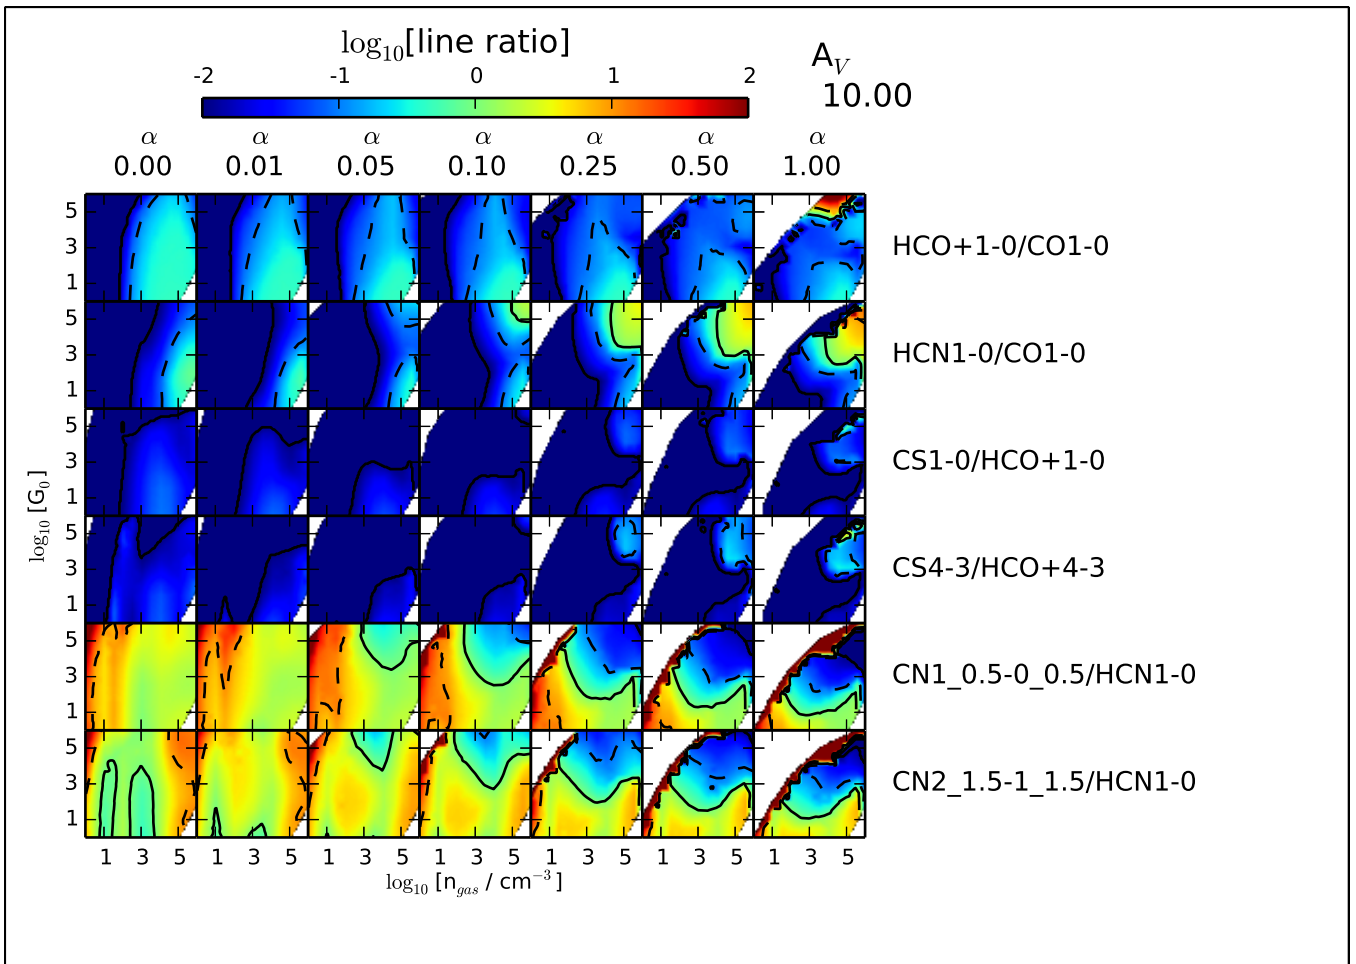 log10[line ratio]
-2 -1 0 1 2
AV
10.00
α α α α α α α
0.00 0.01 0.05 0.10 0.25 0.50 1.00
5
3
1
HCO+1-0/CO1-0
5
3
1
HCN1-0/CO1-0
5
3
1
CS1-0/HCO+1-0
log10 [G0]
5
3
1
CS4-3/HCO+4-3
5
3
1
CN1_0.5-0_0.5/HCN1-0
5
3
1
CN2_1.5-1_1.5/HCN1-0
1 3 5 1 3 5 1 3 5 1 3 5 1 3 5 1 3 5 1 3 5
log10 [ngas / cm−3]